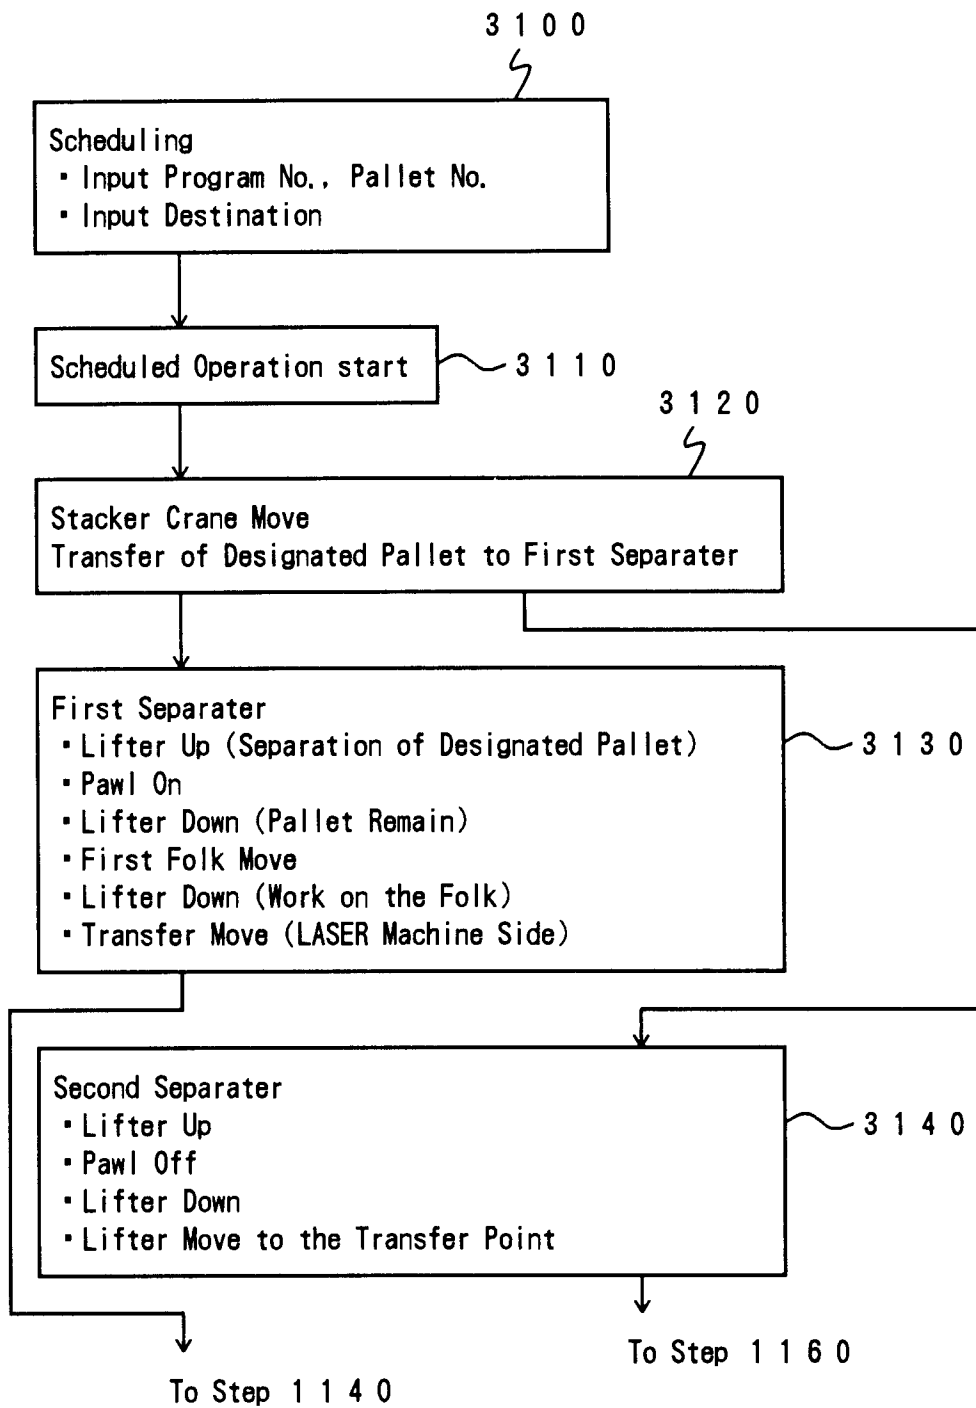 3100
Scheduling
▪ Input Program No., Pallet No.
▪ Input Destination
Scheduled Operation start
3110
3120
Stacker Crane Move
Transfer of Designated Pallet to First Separater
First Separater
▪ Lifter Up (Separation of Designated Pallet)
▪ Pawl On
▪ Lifter Down (Pallet Remain)
▪ First Folk Move
▪ Lifter Down (Work on the Folk)
▪ Transfer Move (LASER Machine Side)
3130
Second Separater
▪ Lifter Up
▪ Pawl Off
▪ Lifter Down
▪ Lifter Move to the Transfer Point
3140
To Step 1160
To Step 1140